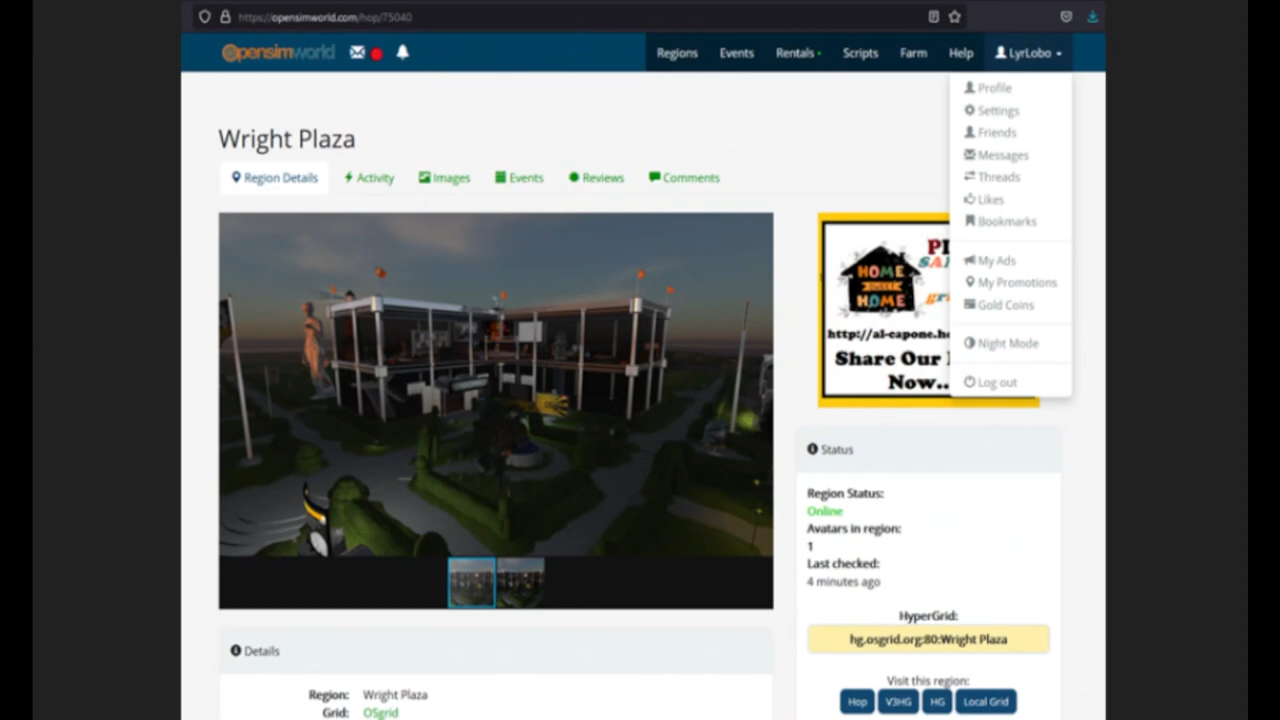 https://opensimworld.com/hop/75040
Opensimworld
Regions Events Rentals Scripts Farm Help LyrLobo
Profile
Settings
Friends
Messages
Threads
Likes
Bookmarks
My Ads
My Promotions
Gold Coins
Night Mode
Log out
Wright Plaza
Region Details Activity Images Events Reviews Comments
HOME
SWEET
HOME
http://al-capone.
Share Our
Now..
Status
Region Status:
Online
Avatars in region:
1
Last checked:
4 minutes ago
HyperGrid:
hg.osgrid.org:80:Wright Plaza
Visit this region:
Hop V3HG HG Local Grid
Details
Region: Wright Plaza
Grid: OSgrid